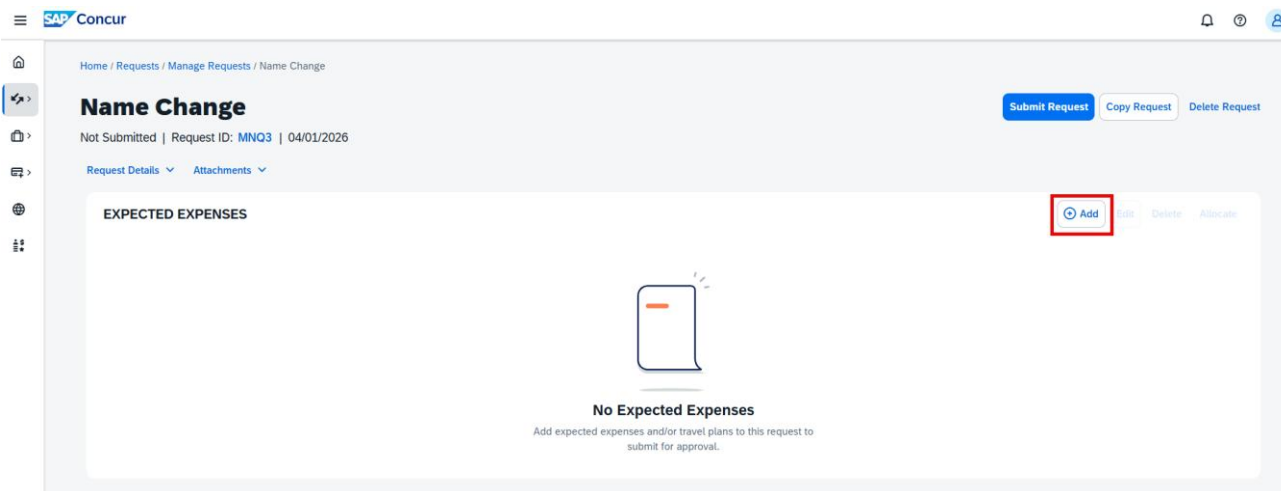 SAP Concur
Home / Requests / Manage Requests / Name Change
Name Change
Submit Request
Copy Request
Delete Request
Not Submitted | Request ID: MNQ3 | 04/01/2026
Request Details
Attachments
EXPECTED EXPENSES
Add
Edit
Delete
Allocate
No Expected Expenses
Add expected expenses and/or travel plans to this request to
submit for approval.